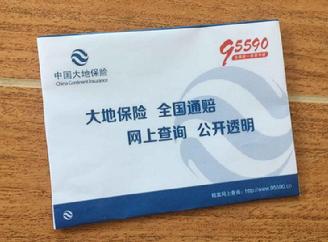 95590
中国大地保险
China Continent Insurance
大地保险 全国通赔
网上查询 公开透明
http://www.95590.cn